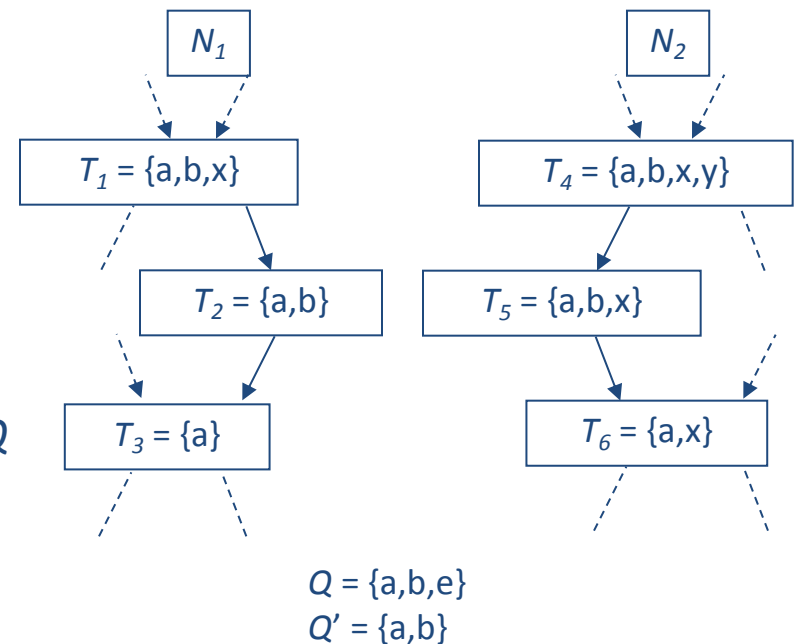 N₁
N₂
T₁ = {a,b,x}
T₄ = {a,b,x,y}
T₂ = {a,b}
T₅ = {a,b,x}
Q
T₃ = {a}
T₆ = {a,x}
Q = {a,b,e}
Q’ = {a,b}